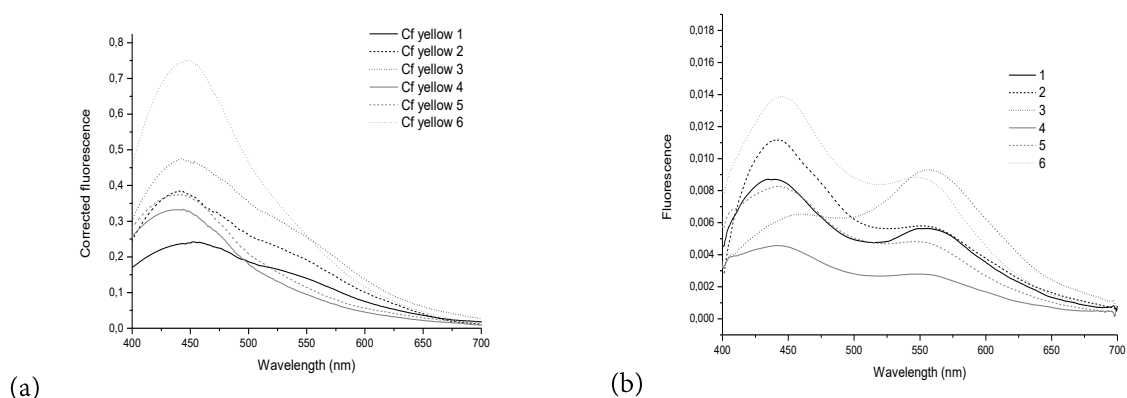 Cf yellow 1
Cf yellow 2
Cf yellow 3
Cf yellow 4
Cf yellow 5
Cf yellow 6
0,8
0,7
0,6
0,5
0,4
0,3
0,2
0,1
0,0
Corrected fluorescence
400 450 500 550 600 650 700
Wavelength (nm)
(a)
1
2
3
4
5
6
0,018
0,016
0,014
0,012
0,010
0,008
0,006
0,004
0,002
0,000
Fluorescence
400 450 500 550 600 650 700
Wavelength (nm)
(b)